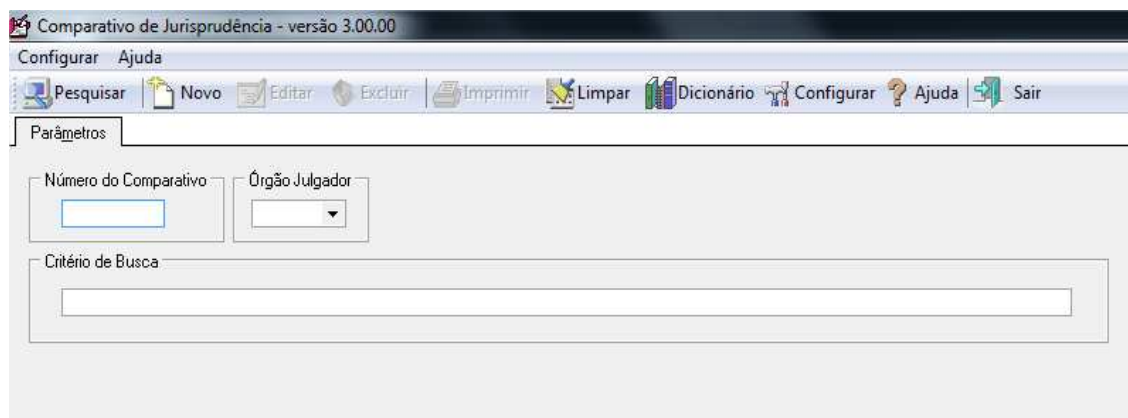 Comparativo de Jurisprudência - versão 3.00.00
Configurar Ajuda
Pesquisar Novo Editar Excluir Imprimir Limpar Dicionário Configurar Ajuda Sair
Parâmetros
Número do Comparativo Órgão Julgador
Critério de Busca